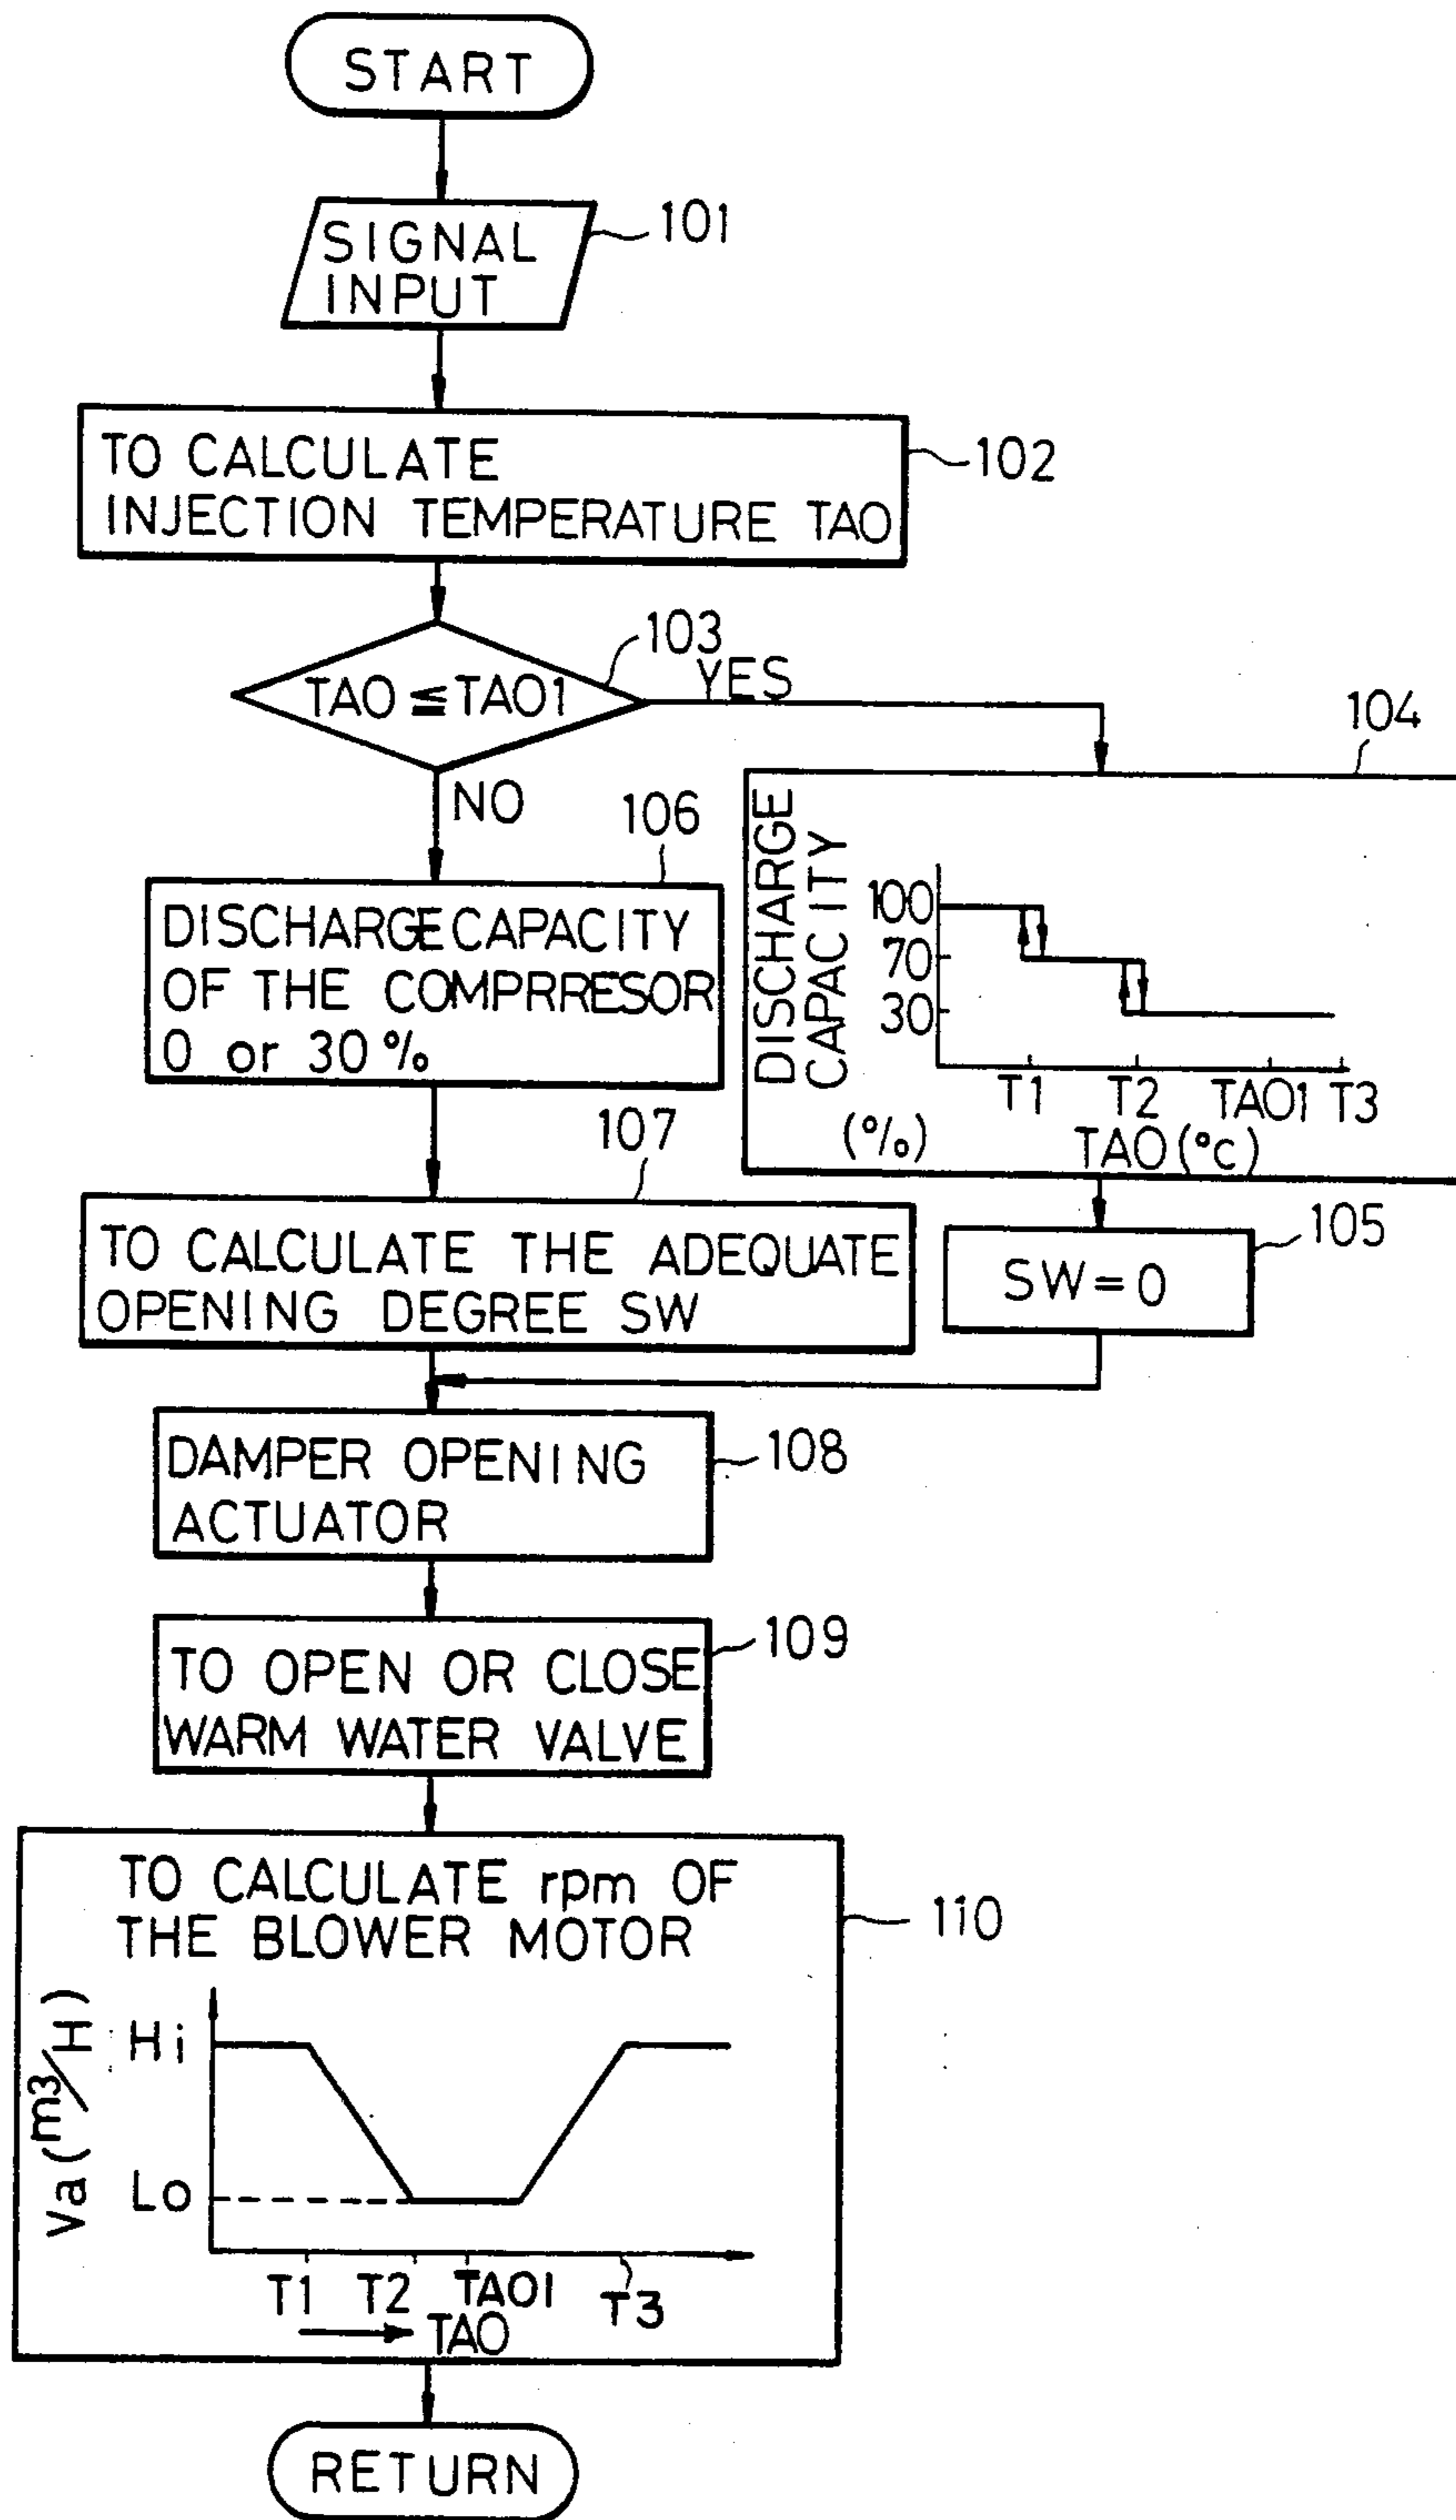 START
SIGNAL
INPUT
101
TO CALCULATE
INJECTION TEMPERATURE TAO
102
103
TAO ≦ TAO1
YES
NO
104
DISCHARGE
CAPACITY
(%)
100
70
30
T1 T2 TAO1 T3
TAO (°C)
105
SW=0
106
DISCHARGE CAPACITY
OF THE COMPRRESOR
0 or 30%
107
TO CALCULATE THE ADEQUATE
OPENING DEGREE SW
DAMPER OPENING
ACTUATOR
108
TO OPEN OR CLOSE
WARM WATER VALVE
109
TO CALCULATE rpm OF
THE BLOWER MOTOR
110
Va (m3/H)
Hi
Lo
T1 T2 TAO1 T3
TAO
RETURN